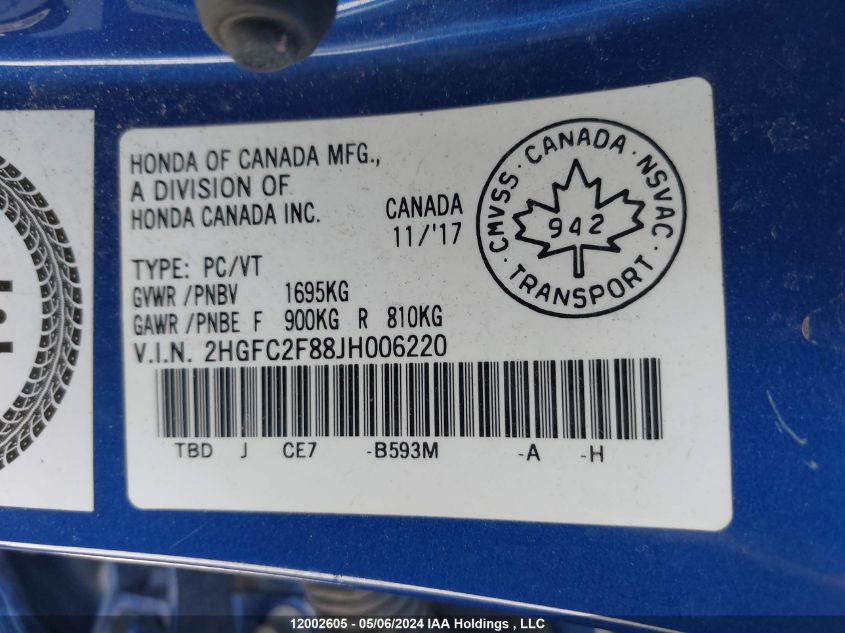 HONDA OF CANADA MFG.,
A DIVISION OF
HONDA CANADA INC.
CANADA
11/'17
TYPE: PC/VT
GVWR /PNBV 1695KG
GAWR /PNBE F 900KG R 810KG
V.I.N. 2HGFC2F88JH006220
TBD J CE7 -B593M -A -H
CMVSS · CANADA · NSVAC
942
· TRANSPORT ·
12002605 - 05/06/2024 IAA Holdings , LLC